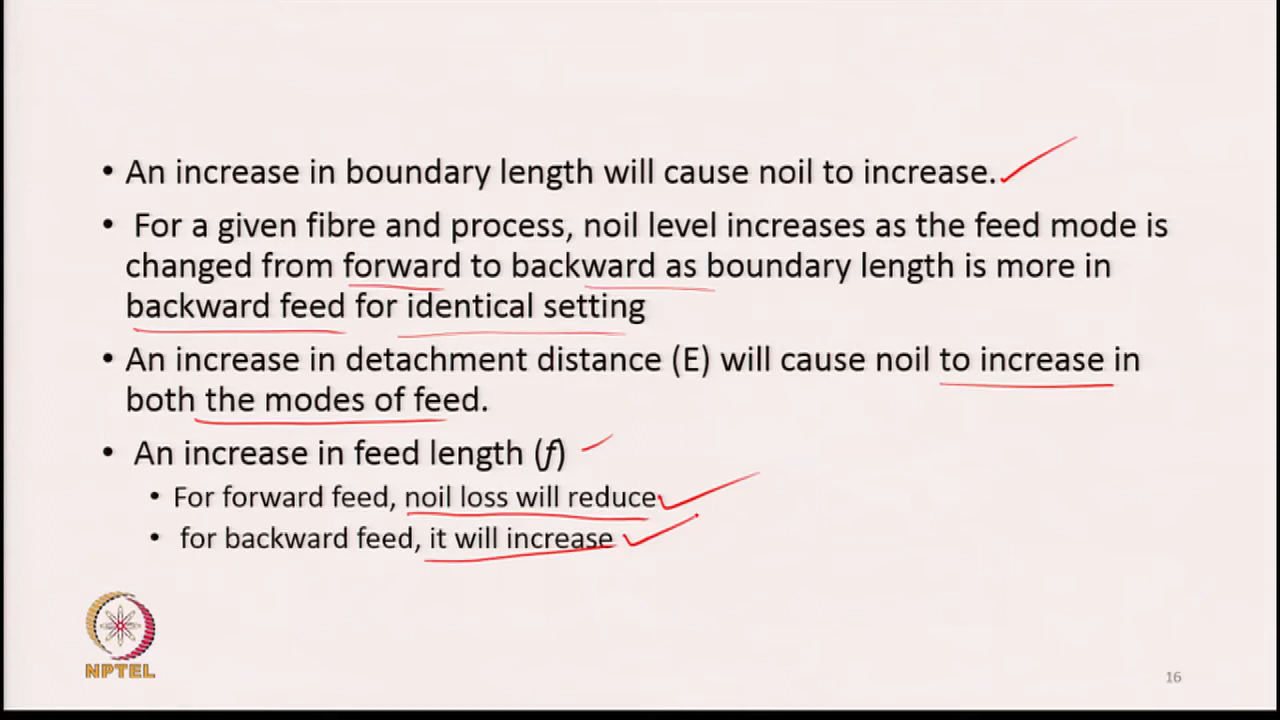 • An increase in boundary length will cause noil to increase.
• For a given fibre and process, noil level increases as the feed mode is
changed from forward to backward as boundary length is more in
backward feed for identical setting
• An increase in detachment distance (E) will cause noil to increase in
both the modes of feed.
• An increase in feed length (f)
• For forward feed, noil loss will reduce
• for backward feed, it will increase
NPTEL
16